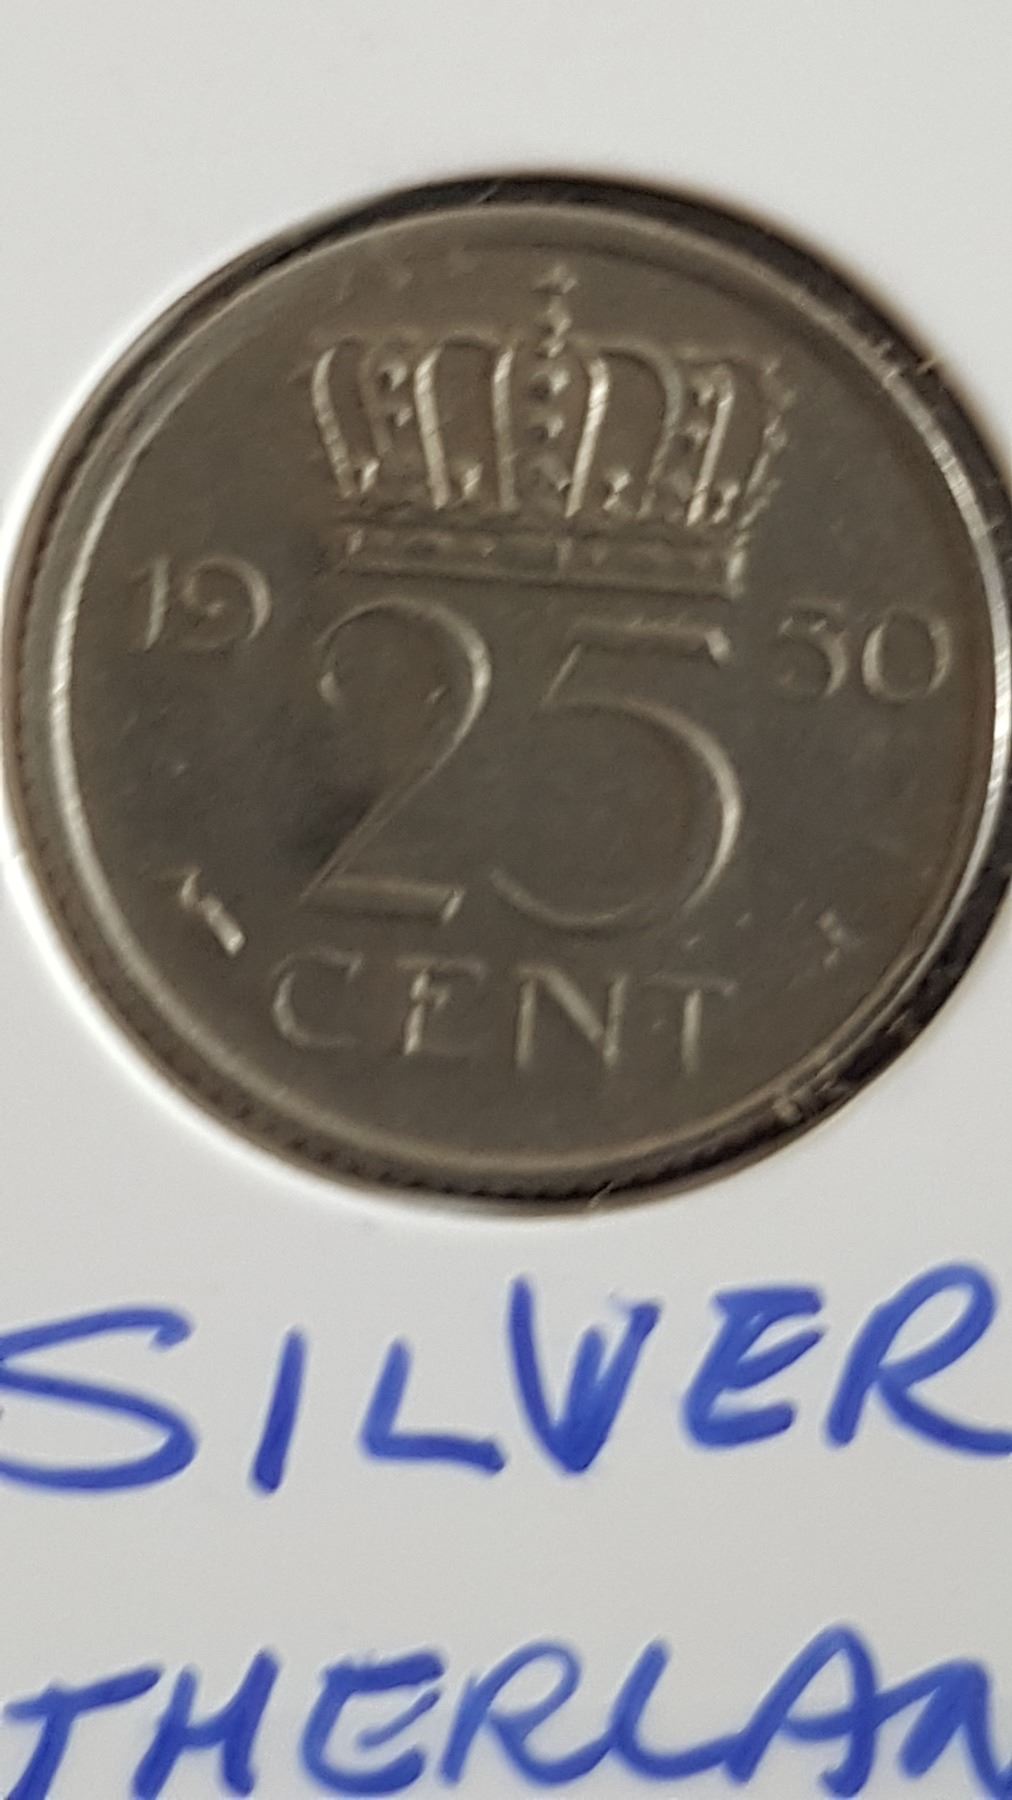 19 50
25
CENT
SILVER
THERLAN